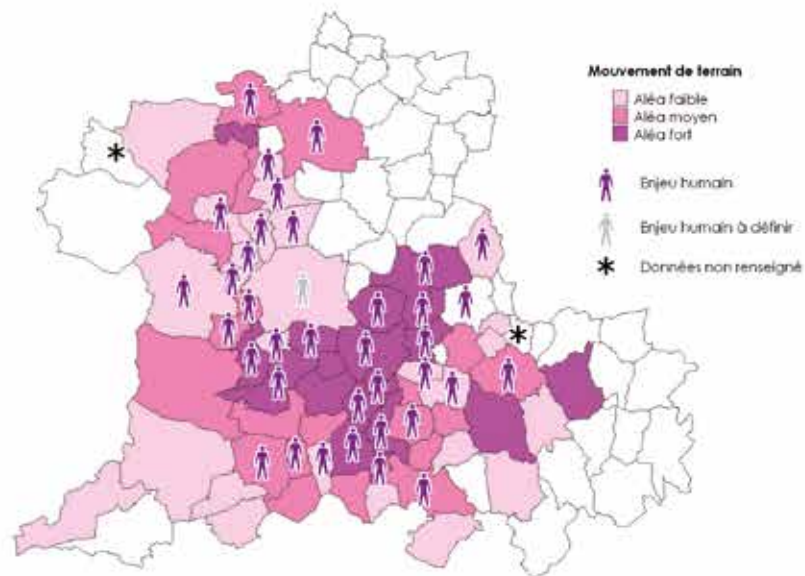 Mouvement de terrain
Aléa faible
Aléa moyen
Aléa fort
Enjeu humain
Enjeu humain à définir
Données non renseigné